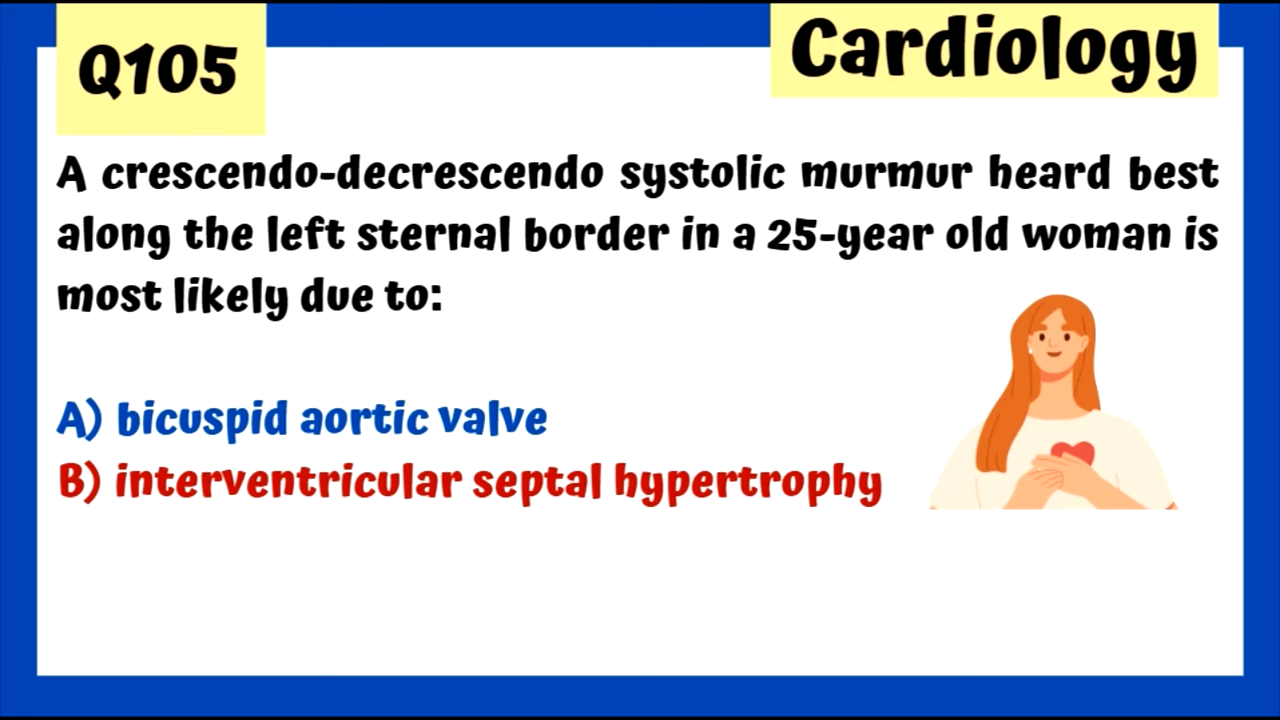 Q105
Cardiology
A crescendo-decrescendo systolic murmur heard best
along the left sternal border in a 25-year old woman is
most likely due to:
A) bicuspid aortic valve
B) interventricular septal hypertrophy